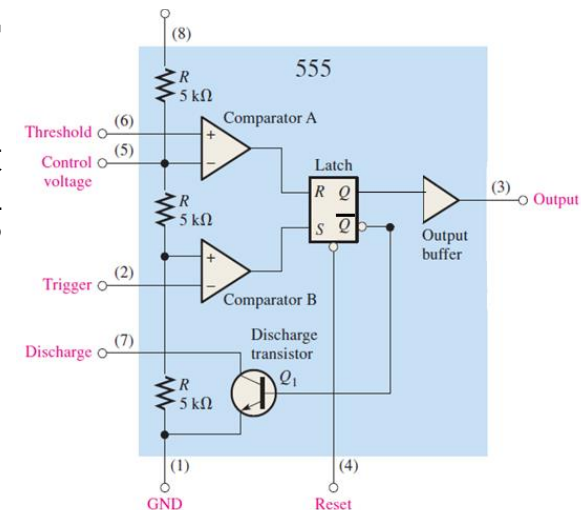 (8)
555
R
5 kΩ
Comparator A
Threshold (6)
+
Control voltage (5)
−
Latch
R Q
S Q̅
(3) Output
Output
buffer
R
5 kΩ
+
Trigger (2)
−
Comparator B
Discharge (7)
Discharge
transistor
Q1
R
5 kΩ
(1)
(4)
GND
Reset